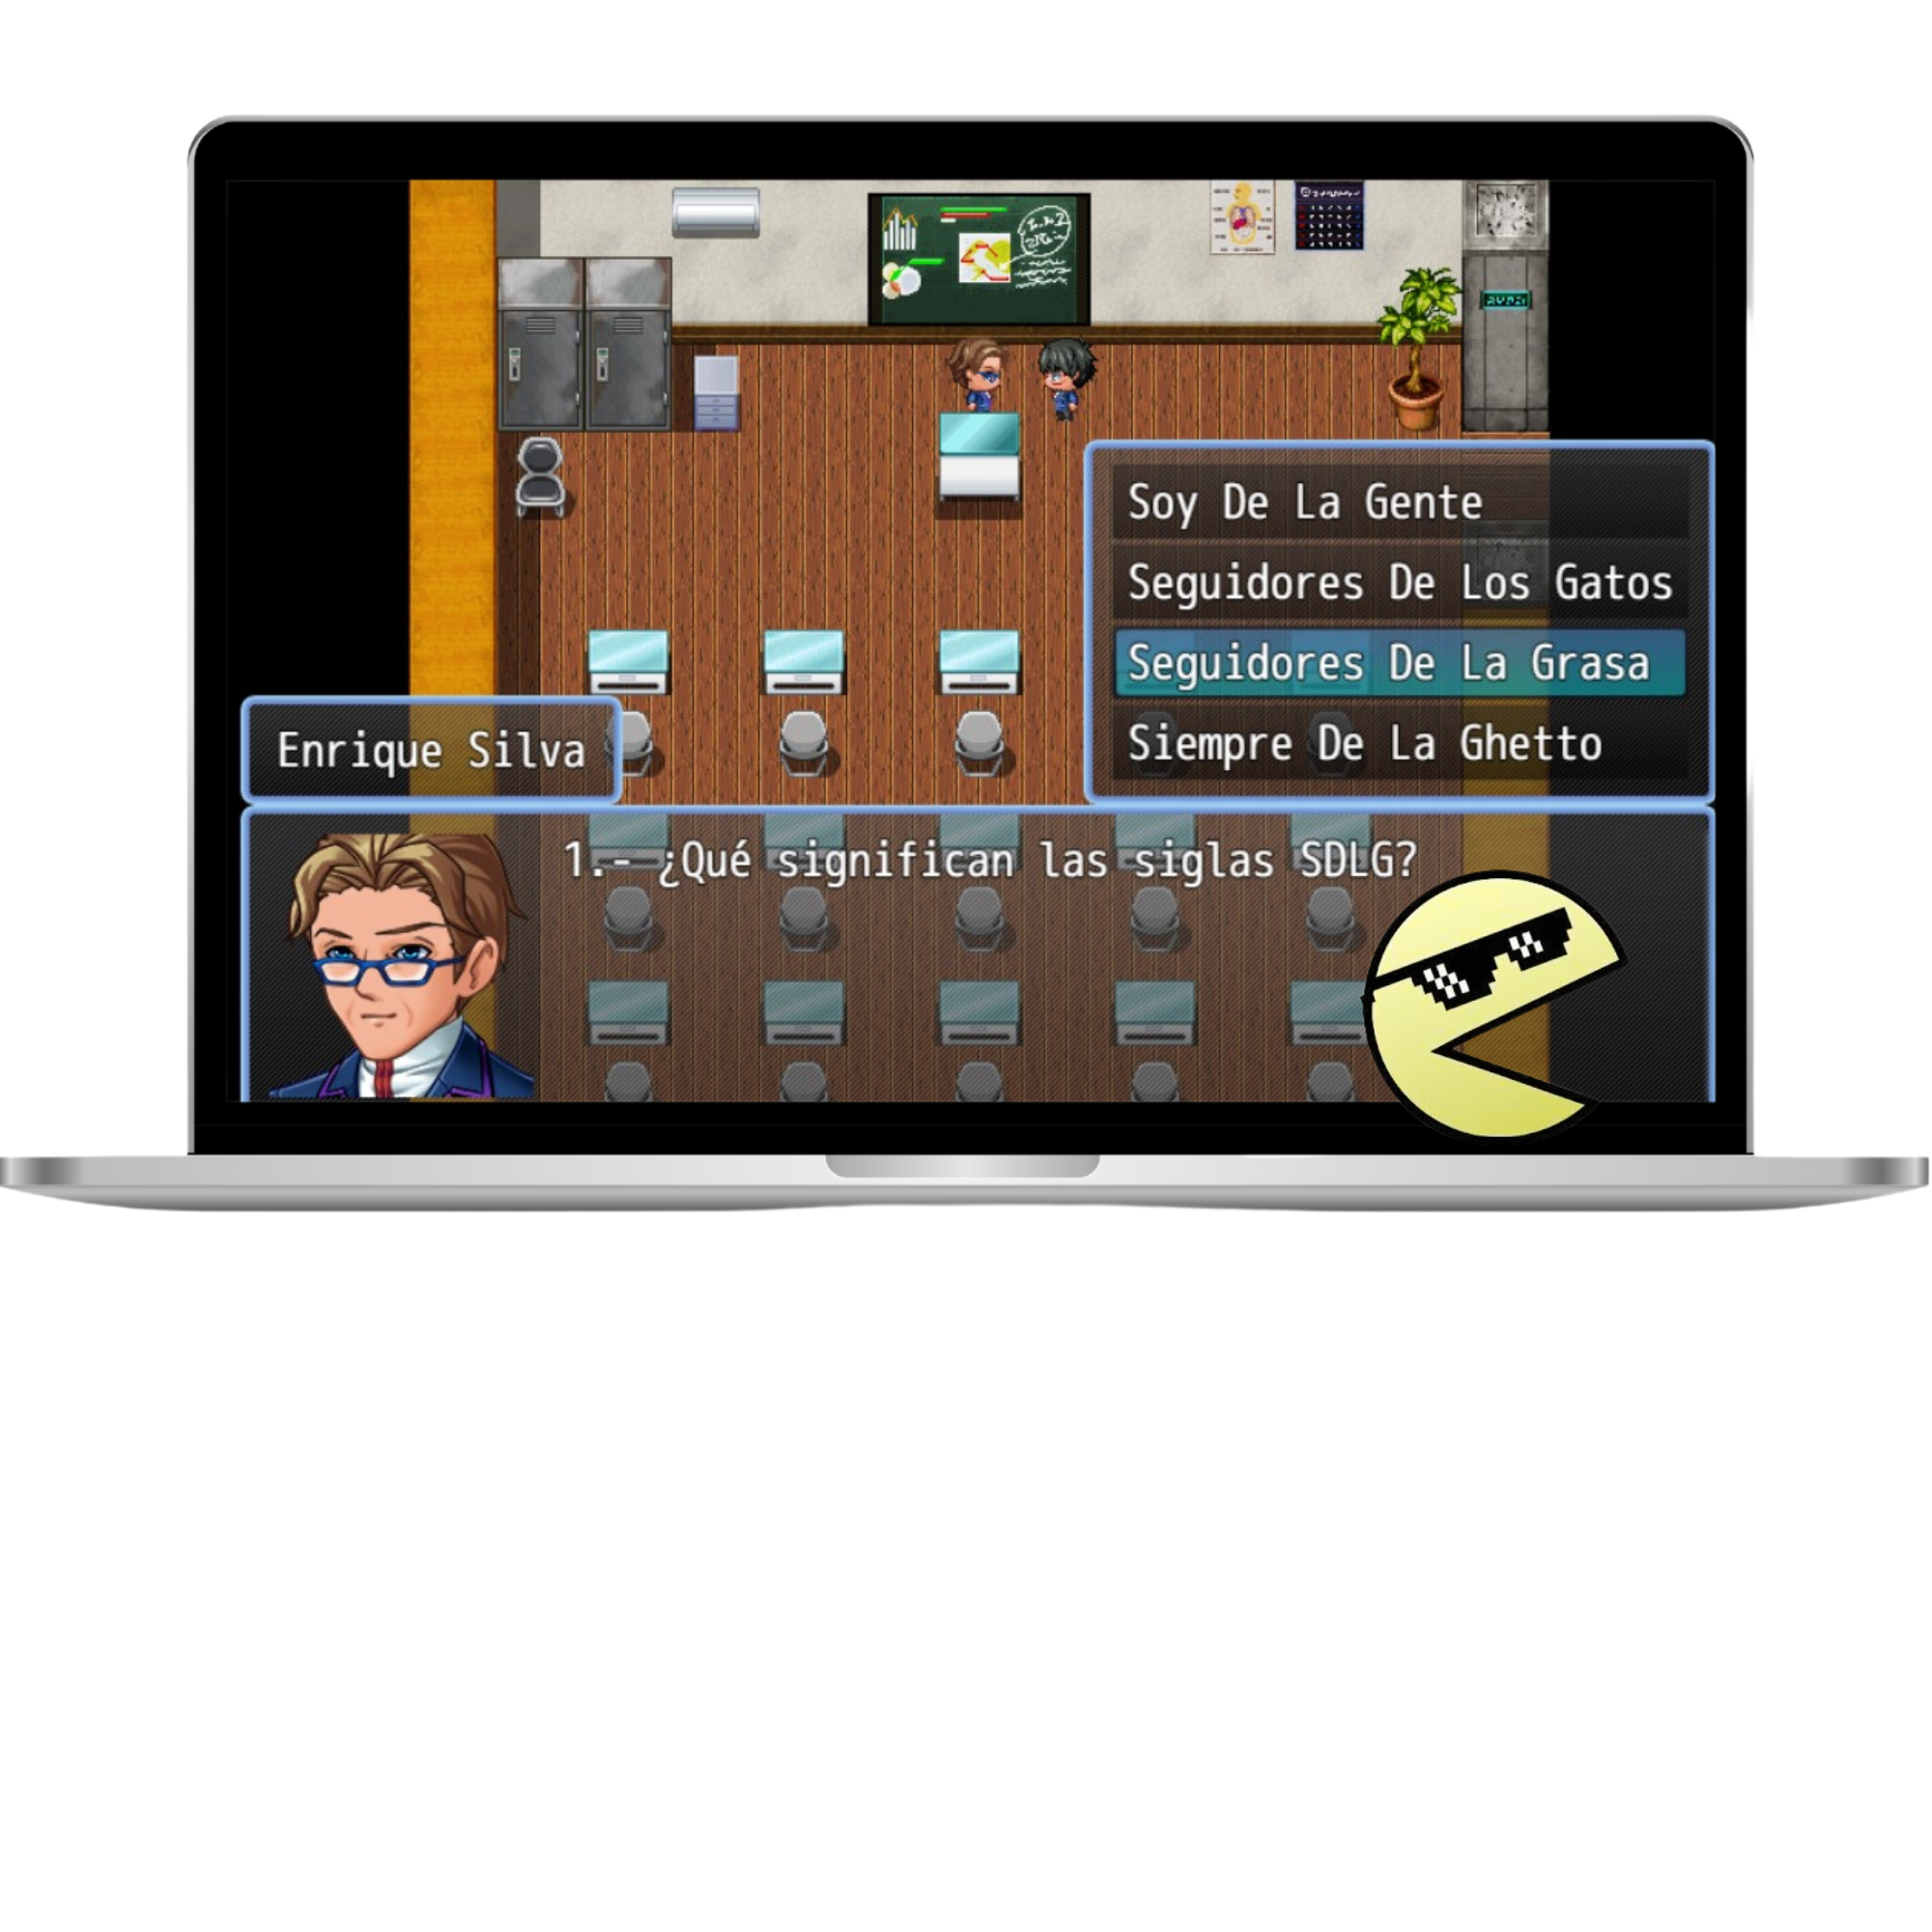 Soy De La Gente
Seguidores De Los Gatos
Seguidores De La Grasa
Siempre De La Ghetto
Enrique Silva
1.- ¿Qué significan las siglas SDLG?